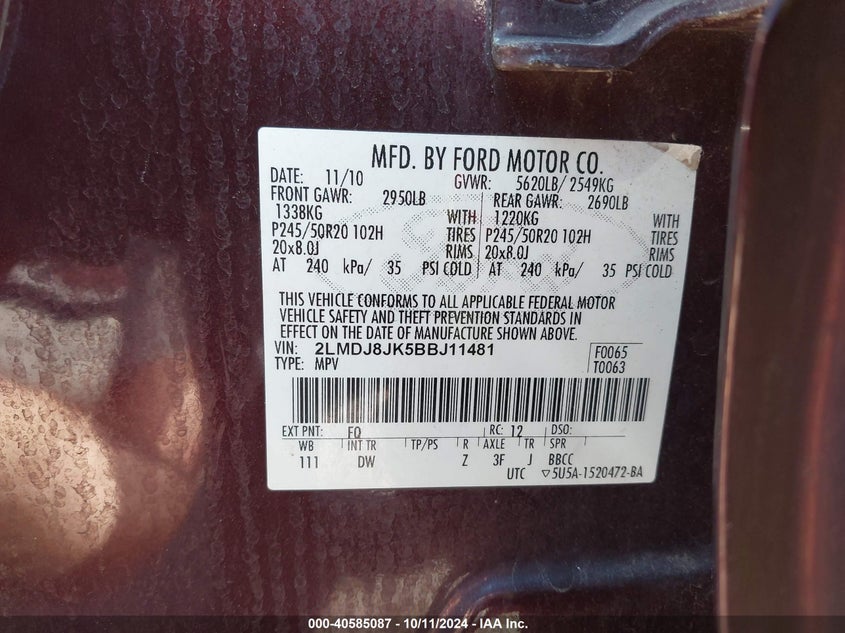 MFD. BY FORD MOTOR CO.
DATE: 11/10 GVWR: 5620LB/ 2549KG
FRONT GAWR: 2950LB REAR GAWR: 2690LB
1338KG WITH 1220KG WITH
P245/50R20 102H TIRES P245/50R20 102H TIRES
20x8.0J RIMS 20x8.0J RIMS
AT 240 kPa/ 35 PSI COLD AT 240 kPa/ 35 PSI COLD
THIS VEHICLE CONFORMS TO ALL APPLICABLE FEDERAL MOTOR
VEHICLE SAFETY AND THEFT PREVENTION STANDARDS IN
EFFECT ON THE DATE OF MANUFACTURE SHOWN ABOVE.
VIN: 2LMDJ8JK5BBJ11481 F0065
TYPE: MPV T0063
EXT PNT: FQ RC: 12 DSO:
WB INT TR TP/PS R AXLE TR SPR
111 DW Z 3F J BBCC
UTC ▽5U5A-1520472-BA
000-40585087 - 10/11/2024 - IAA Inc.